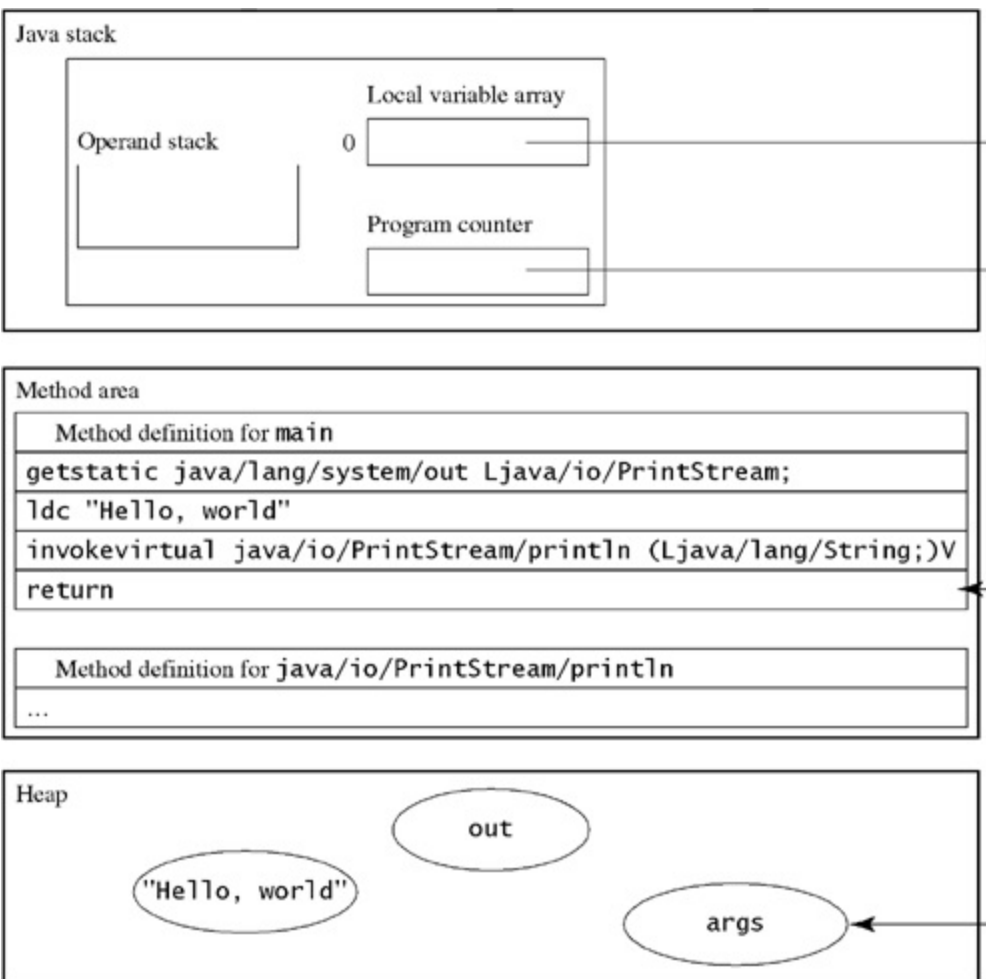 Java stack
Local variable array
Operand stack
0
Program counter
Method area
Method definition for main
getstatic java/lang/system/out Ljava/io/PrintStream;
ldc "Hello, world"
invokevirtual java/io/PrintStream/println (Ljava/lang/String;)V
return
Method definition for java/io/PrintStream/println
...
Heap
out
"Hello, world"
args